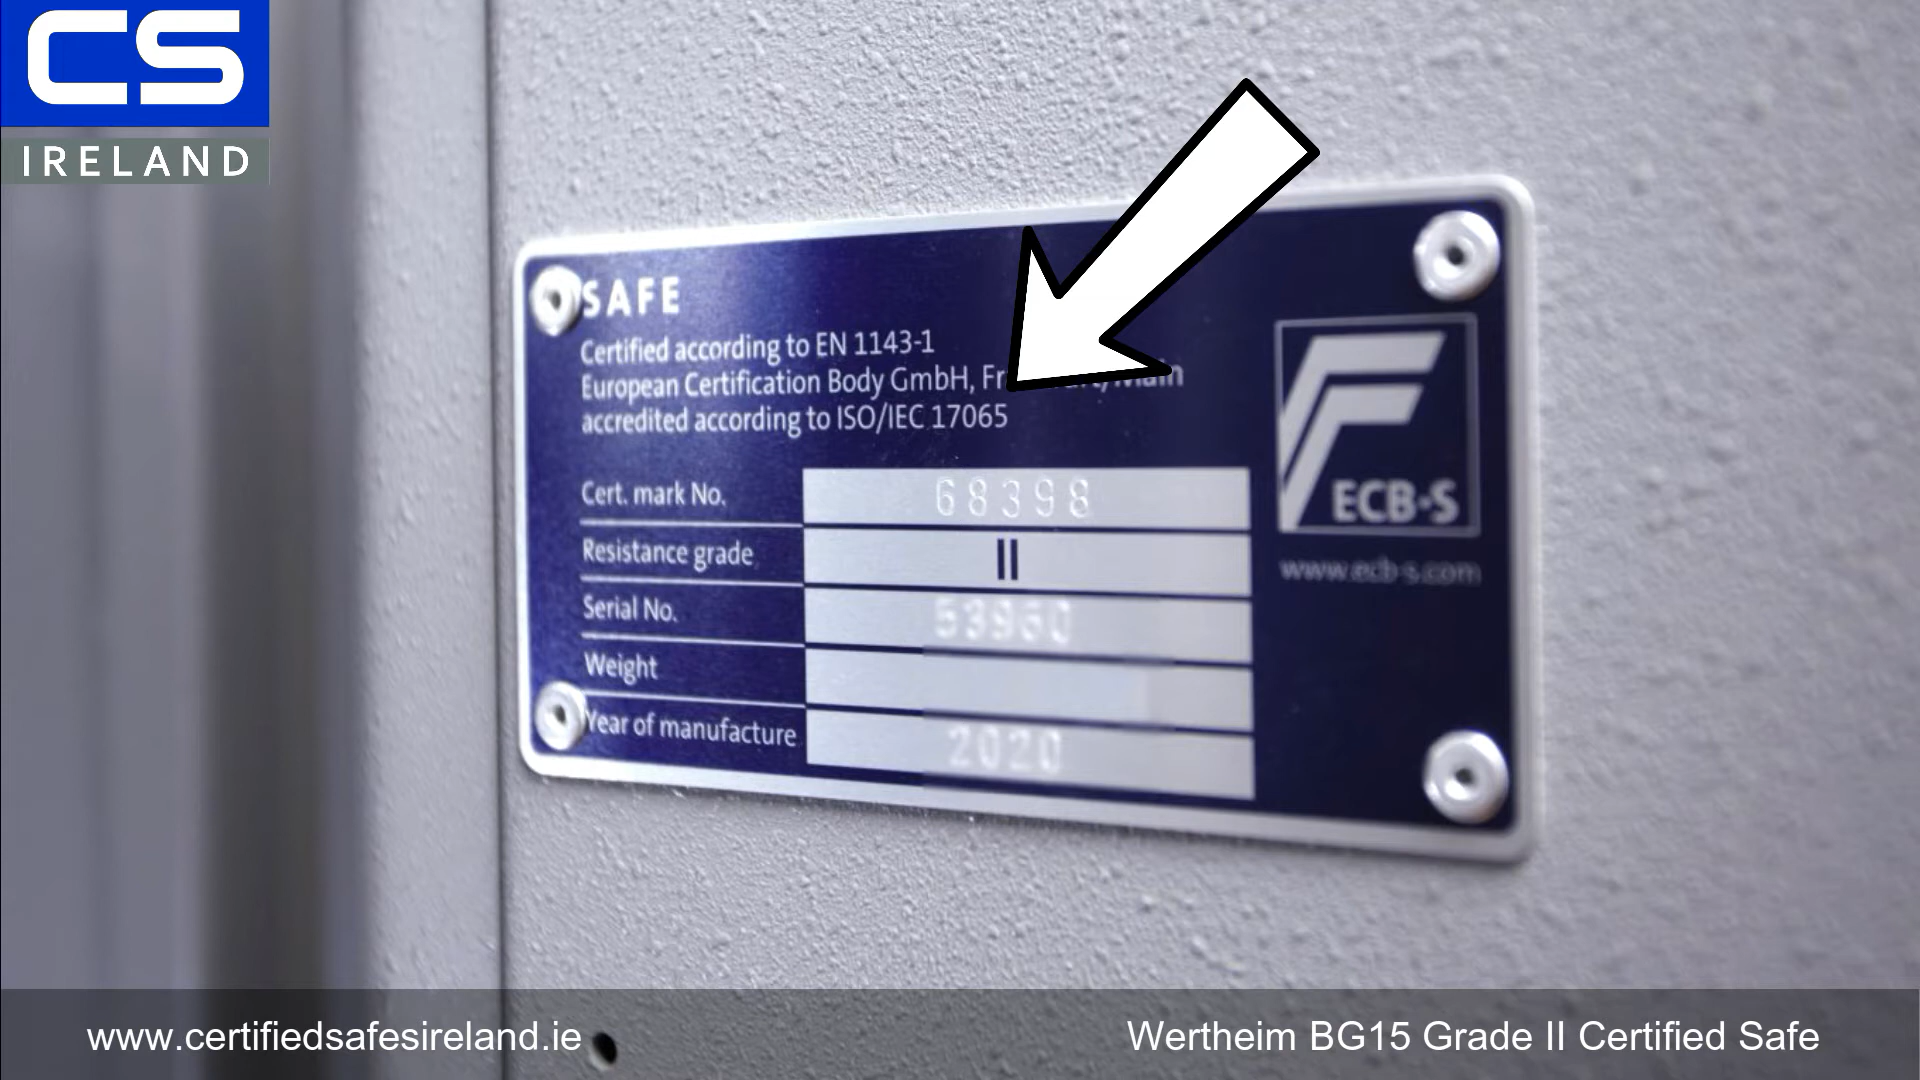 CS
IRELAND
SAFE
Certified according to EN 1143-1
European Certification Body GmbH,
accredited according to ISO/IEC 17065
Cert. mark No. 68398
Resistance grade II
Serial No. 53960
Weight
Year of manufacture 2020
ECB•S
www.ecb-s.com
www.certifiedsafesireland.ie
Wertheim BG15 Grade II Certified Safe